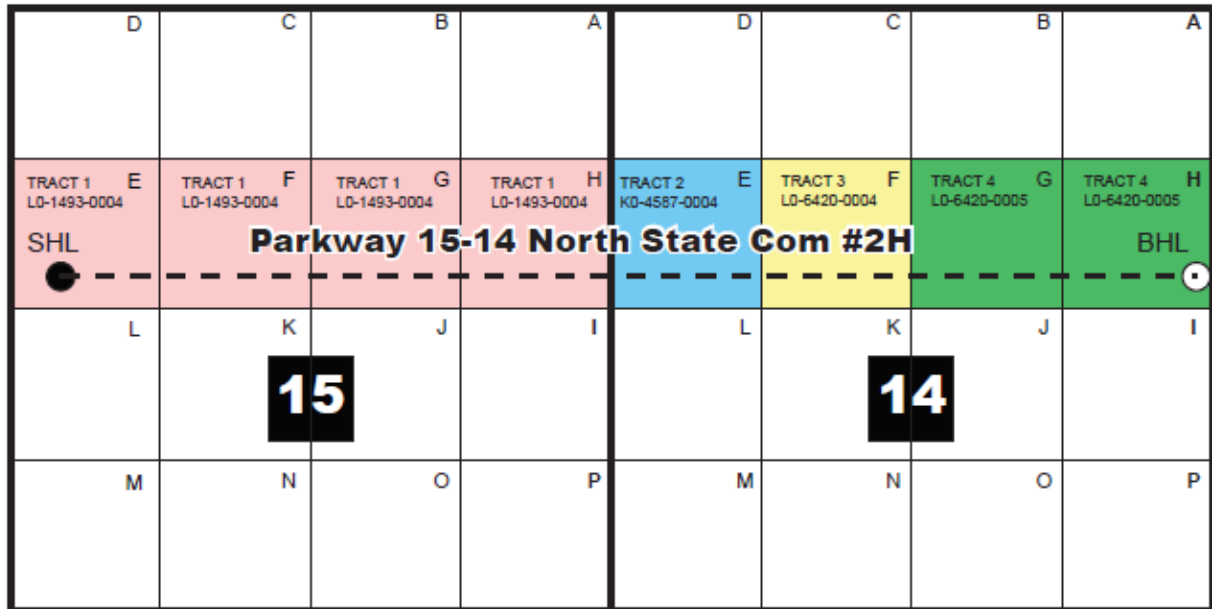 D C B A D C B A
TRACT 1 E TRACT 1 F TRACT 1 G TRACT 1 H TRACT 2 E TRACT 3 F TRACT 4 G TRACT 4 H
L0-1493-0004 L0-1493-0004 L0-1493-0004 L0-1493-0004 K0-4587-0004 L0-6420-0004 L0-6420-0005 L0-6420-0005
SHL Parkway 15-14 North State Com #2H BHL
L K J I L K J I
15 14
M N O P M N O P